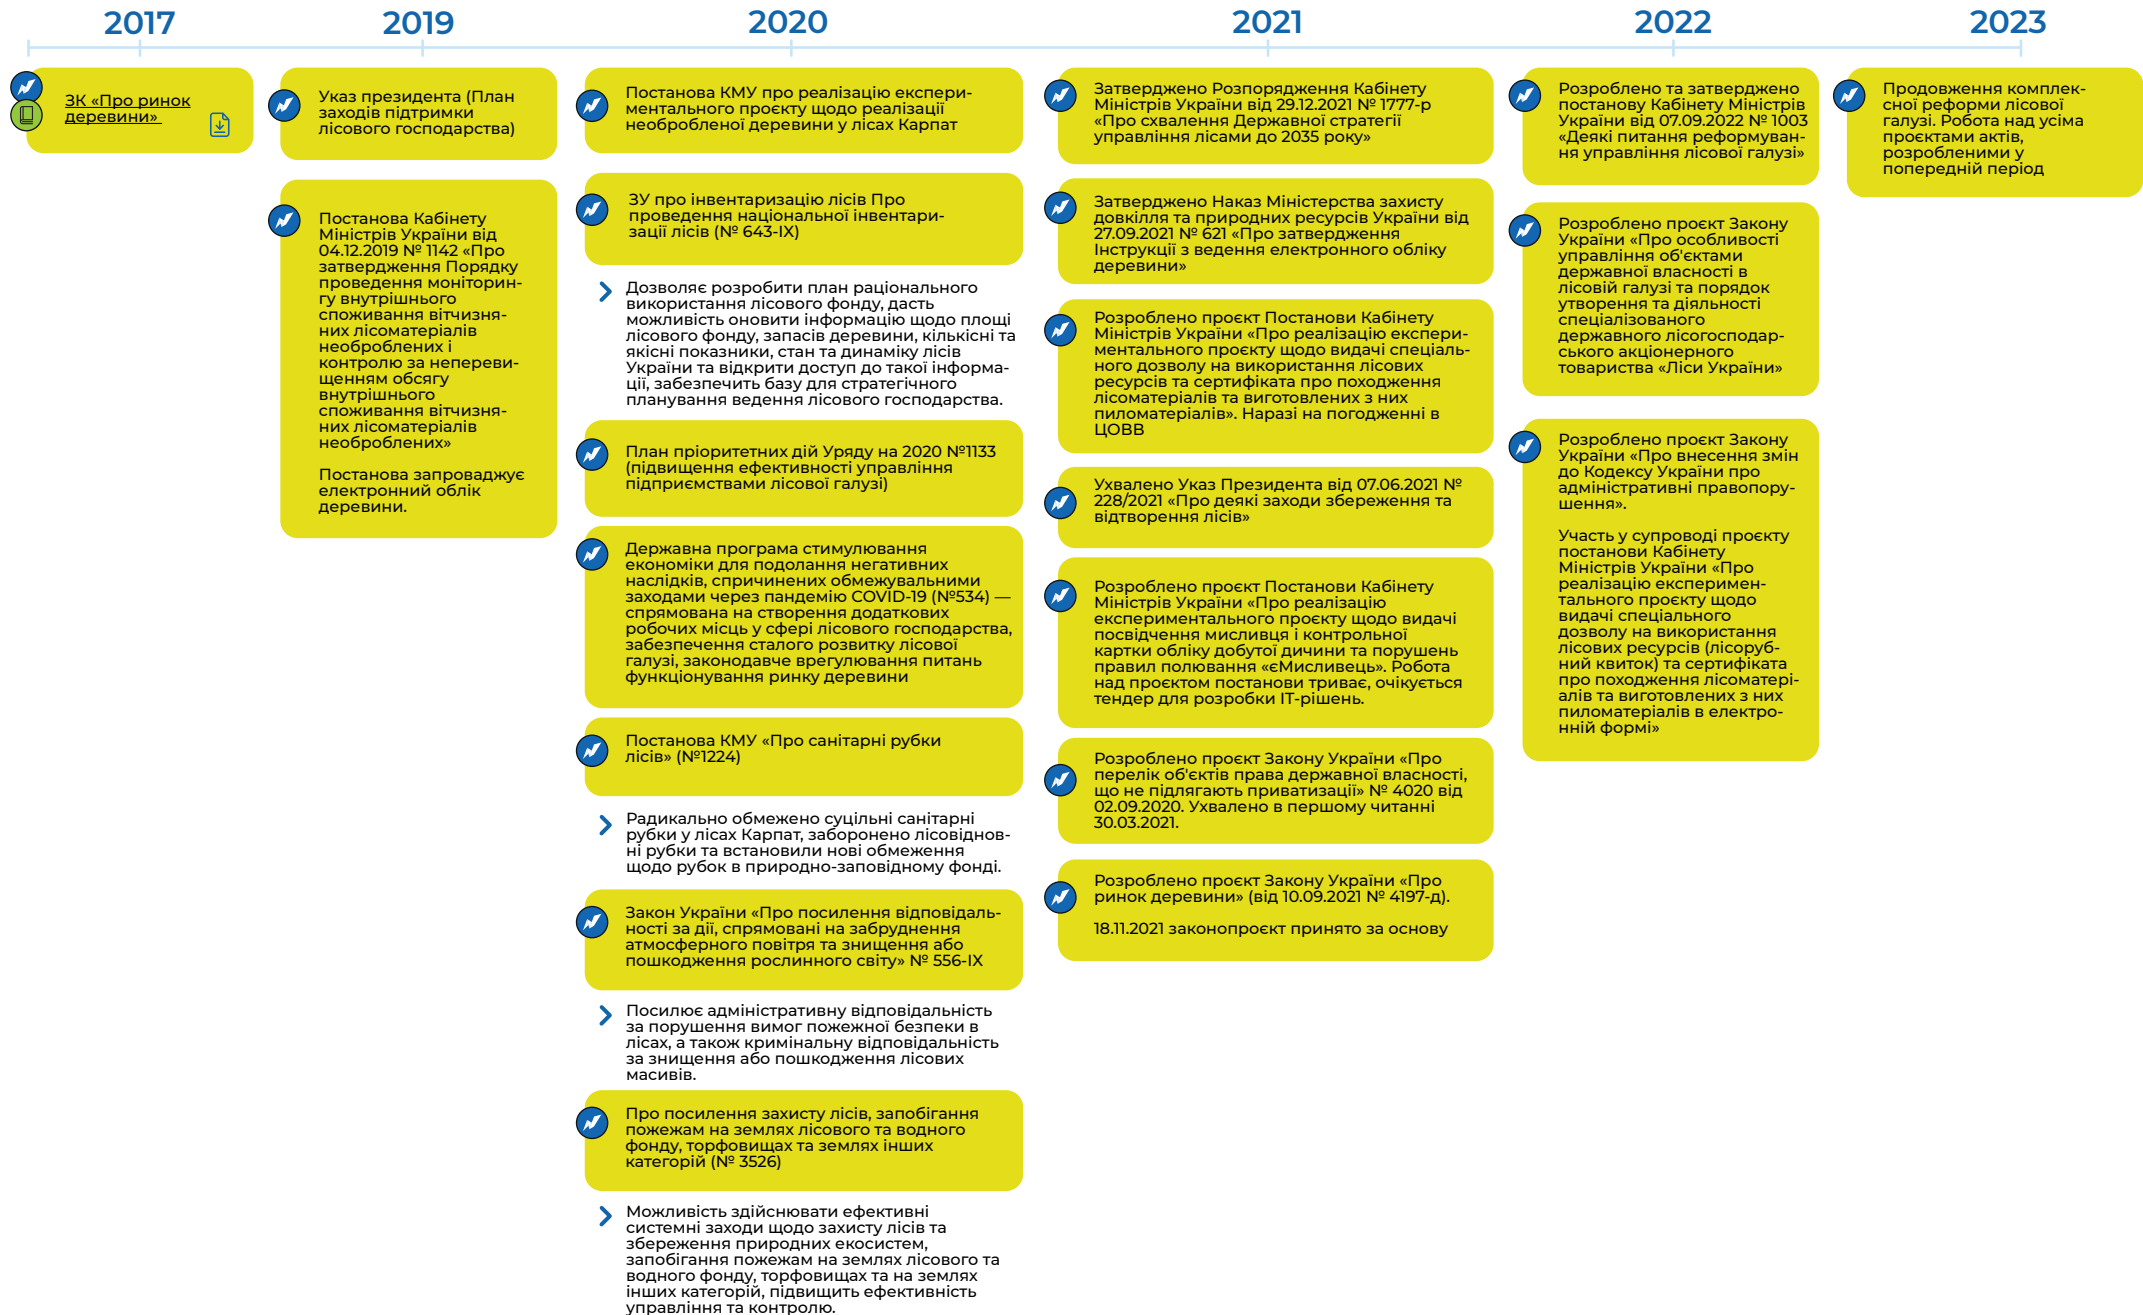 2017
2019
2020
2021
2022
2023
ЗК «Про ринок
деревини»
Указ президента (План
заходів підтримки
лісового господарства)
Постанова Кабінету
Міністрів України від
04.12.2019 № 1142 «Про
затвердження Порядку
проведення моніторин-
гу внутрішнього
споживання вітчизня-
них лісоматеріалів
необроблених і
контролю за непереви-
щенням обсягу
внутрішнього
споживання вітчизня-
них лісоматеріалів
необроблених»
Постанова запроваджує
електронний облік
деревини.
Постанова КМУ про реалізацію експери-
ментального проєкту щодо реалізації
необробленої деревини у лісах Карпат
ЗУ про інвентаризацію лісів Про
проведення національної інвентари-
зації лісів (№ 643-IX)
Дозволяє розробити план раціонального
використання лісового фонду, дасть
можливість оновити інформацію щодо площі
лісового фонду, запасів деревини, кількісні та
якісні показники, стан та динаміку лісів
України та відкрити доступ до такої інформа-
ції, забезпечить базу для стратегічного
планування ведення лісового господарства.
План пріоритетних дій Уряду на 2020 №1133
(підвищення ефективності управління
підприємствами лісової галузі)
Державна програма стимулювання
економіки для подолання негативних
наслідків, спричинених обмежувальними
заходами через пандемію COVID-19 (№534) —
спрямована на створення додаткових
робочих місць у сфері лісового господарства,
забезпечення сталого розвитку лісової
галузі, законодавче врегулювання питань
функціонування ринку деревини
Постанова КМУ «Про санітарні рубки
лісів» (№1224)
Радикально обмежено суцільні санітарні
рубки у лісах Карпат, заборонено лісовіднов-
ні рубки та встановили нові обмеження
щодо рубок в природно-заповідному фонді.
Закон України «Про посилення відповідаль-
ності за дії, спрямовані на забруднення
атмосферного повітря та знищення або
пошкодження рослинного світу» № 556-IX
Посилює адміністративну відповідальність
за порушення вимог пожежної безпеки в
лісах, а також кримінальну відповідальність
за знищення або пошкодження лісових
масивів.
Про посилення захисту лісів, запобігання
пожежам на землях лісового та водного
фонду, торфовищах та землях інших
категорій (№ 3526)
Можливість здійснювати ефективні
системні заходи щодо захисту лісів та
збереження природних екосистем,
запобігання пожежам на землях лісового та
водного фонду, торфовищах та на землях
інших категорій, підвищить ефективність
управління та контролю.
Затверджено Розпорядження Кабінету
Міністрів України від 29.12.2021 № 1777-р
«Про схвалення Державної стратегії
управління лісами до 2035 року»
Затверджено Наказ Міністерства захисту
довкілля та природних ресурсів України від
27.09.2021 № 621 «Про затвердження
Інструкції з ведення електронного обліку
деревини»
Розроблено проєкт Постанови Кабінету
Міністрів України «Про реалізацію експери-
ментального проєкту щодо видачі спеціаль-
ного дозволу на використання лісових
ресурсів та сертифіката про походження
лісоматеріалів та виготовлених з них
пиломатеріалів». Наразі на погодженні в
ЦОВВ
Ухвалено Указ Президента від 07.06.2021 №
228/2021 «Про деякі заходи збереження та
відтворення лісів»
Розроблено проєкт Постанови Кабінету
Міністрів України «Про реалізацію
експериментального проєкту щодо видачі
посвідчення мисливця і контрольної
картки обліку добутої дичини та порушень
правил полювання «єМисливець». Робота
над проєктом постанови триває, очікується
тендер для розробки ІТ-рішень.
Розроблено проєкт Закону України «Про
перелік об'єктів права державної власності,
що не підлягають приватизації» № 4020 від
02.09.2020. Ухвалено в першому читанні
30.03.2021.
Розроблено проєкт Закону України «Про
ринок деревини» (від 10.09.2021 № 4197-д).
18.11.2021 законопроєкт принято за основу
Розроблено та затверджено
постанову Кабінету Міністрів
України від 07.09.2022 № 1003
«Деякі питання реформуван-
ня управління лісової галузі»
Розроблено проєкт Закону
України «Про особливості
управління об'єктами
державної власності в
лісовій галузі та порядок
утворення та діяльності
спеціалізованого
державного лісогосподар-
ського акціонерного
товариства «Ліси України»
Розроблено проєкт Закону
України «Про внесення змін
до Кодексу України про
адміністративні правопору-
шення».
Участь у супроводі проєкту
постанови Кабінету
Міністрів України «Про
реалізацію експеримен-
тального проєкту щодо
видачі спеціального
дозволу на використання
лісових ресурсів (лісоруб-
ний квиток) та сертифіката
про походження лісоматері-
алів та виготовлених з них
пиломатеріалів в електро-
нній формі»
Продовження комплек-
сної реформи лісової
галузі. Робота над усіма
проєктами актів,
розробленими у
попередній період